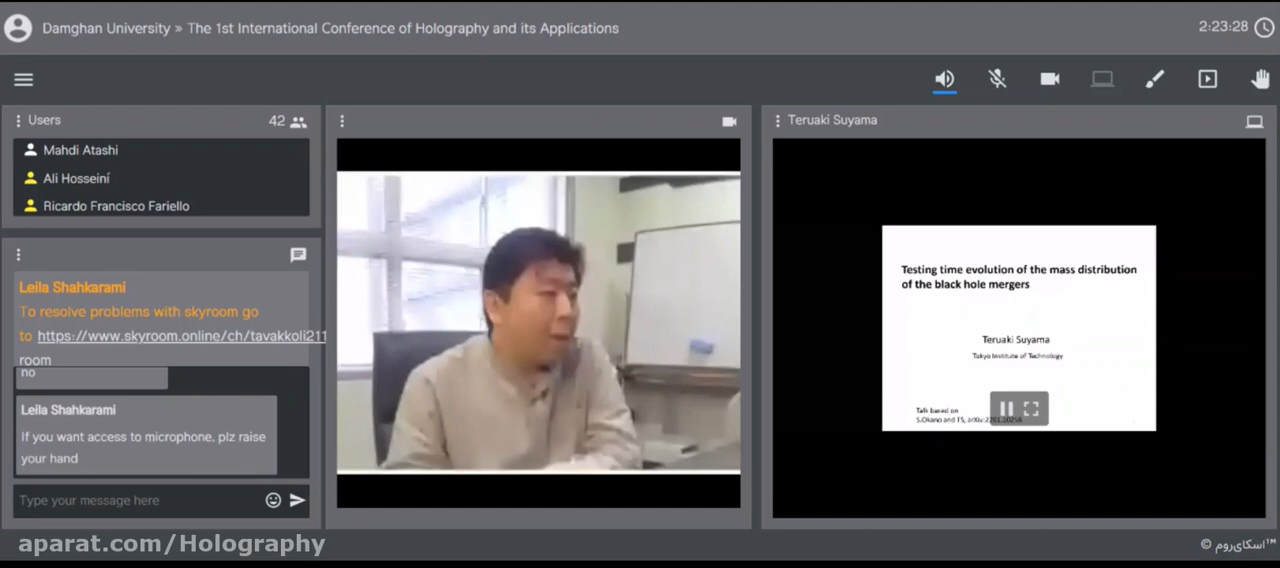 Damghan University » The 1st International Conference of Holography and its Applications
2:23:28
Users
42
Mahdi Atashi
Ali Hosseiní
Ricardo Francisco Fariello
Leila Shahkarami
To resolve problems with skyroom go
to https://www.skyroom.online/ch/tavakkoli211
room
no
Leila Shahkarami
If you want access to microphone, plz raise
your hand
Type your message here
Teruaki Suyama
Testing time evolution of the mass distribution
of the black hole mergers
Teruaki Suyama
Tokyo Institute of Technology
Talk based on
S.Okano and TS,
aparat.com/Holography
© اسکای‌روم™